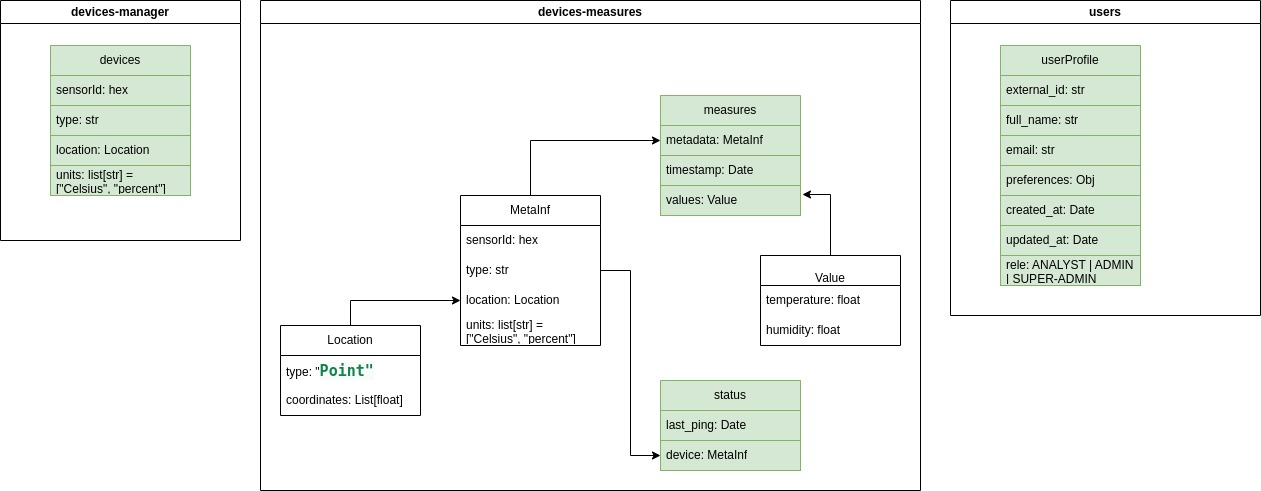 devices-manager
devices
sensorId: hex
type: str
location: Location
units: list[str] =
["Celsius", "percent"]
devices-measures
measures
metadata: MetaInf
timestamp: Date
values: Value
MetaInf
sensorId: hex
type: str
location: Location
units: list[str] =
["Celsius", "percent"]
Location
type: "Point"
coordinates: List[float]
Value
temperature: float
humidity: float
status
last_ping: Date
device: MetaInf
users
userProfile
external_id: str
full_name: str
email: str
preferences: Obj
created_at: Date
updated_at: Date
rele: ANALYST | ADMIN
| SUPER-ADMIN